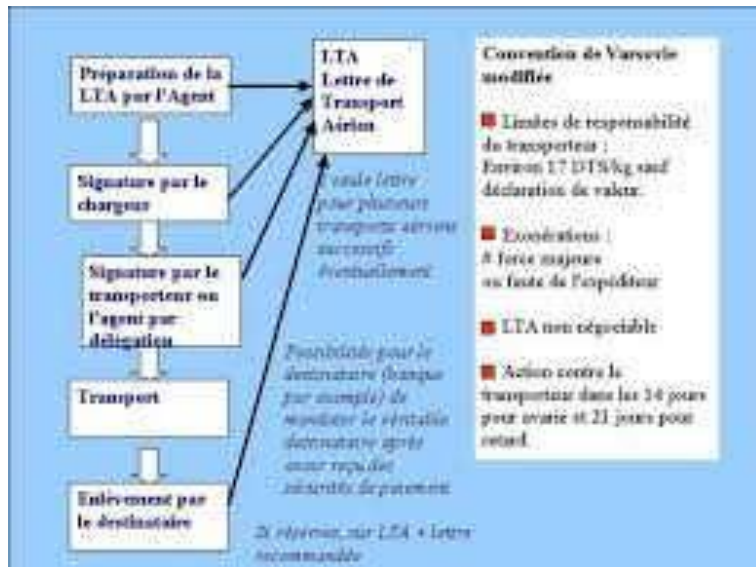 Préparation de la
LTA par l'Agent
Signature par le
chargeur
Signature par le
transporteur ou
l'agent par
délégation
Transport
Enlèvement par
le destinataire
LTA
Lettre de
Transport
Aérien
1 seule lettre
pour plusieurs
transports aériens
successifs
éventuellement
Possibilité pour le
destinataire (banque
par exemple) de
mandater le véritable
destinataire après
avoir reçu des
sécurités de paiement
Si réserves, sur LTA + lettre
recommandée
Convention de Varsovie
modifiée
Limites de responsabilité
du transporteur :
Environ 17 DTS/kg sauf
déclaration de valeur.
Exonérations :
# force majeure
ou faute de l'expéditeur
LTA non négociable
Action contre le
transporteur dans les 14 jours
pour avarie et 21 jours pour
retard.